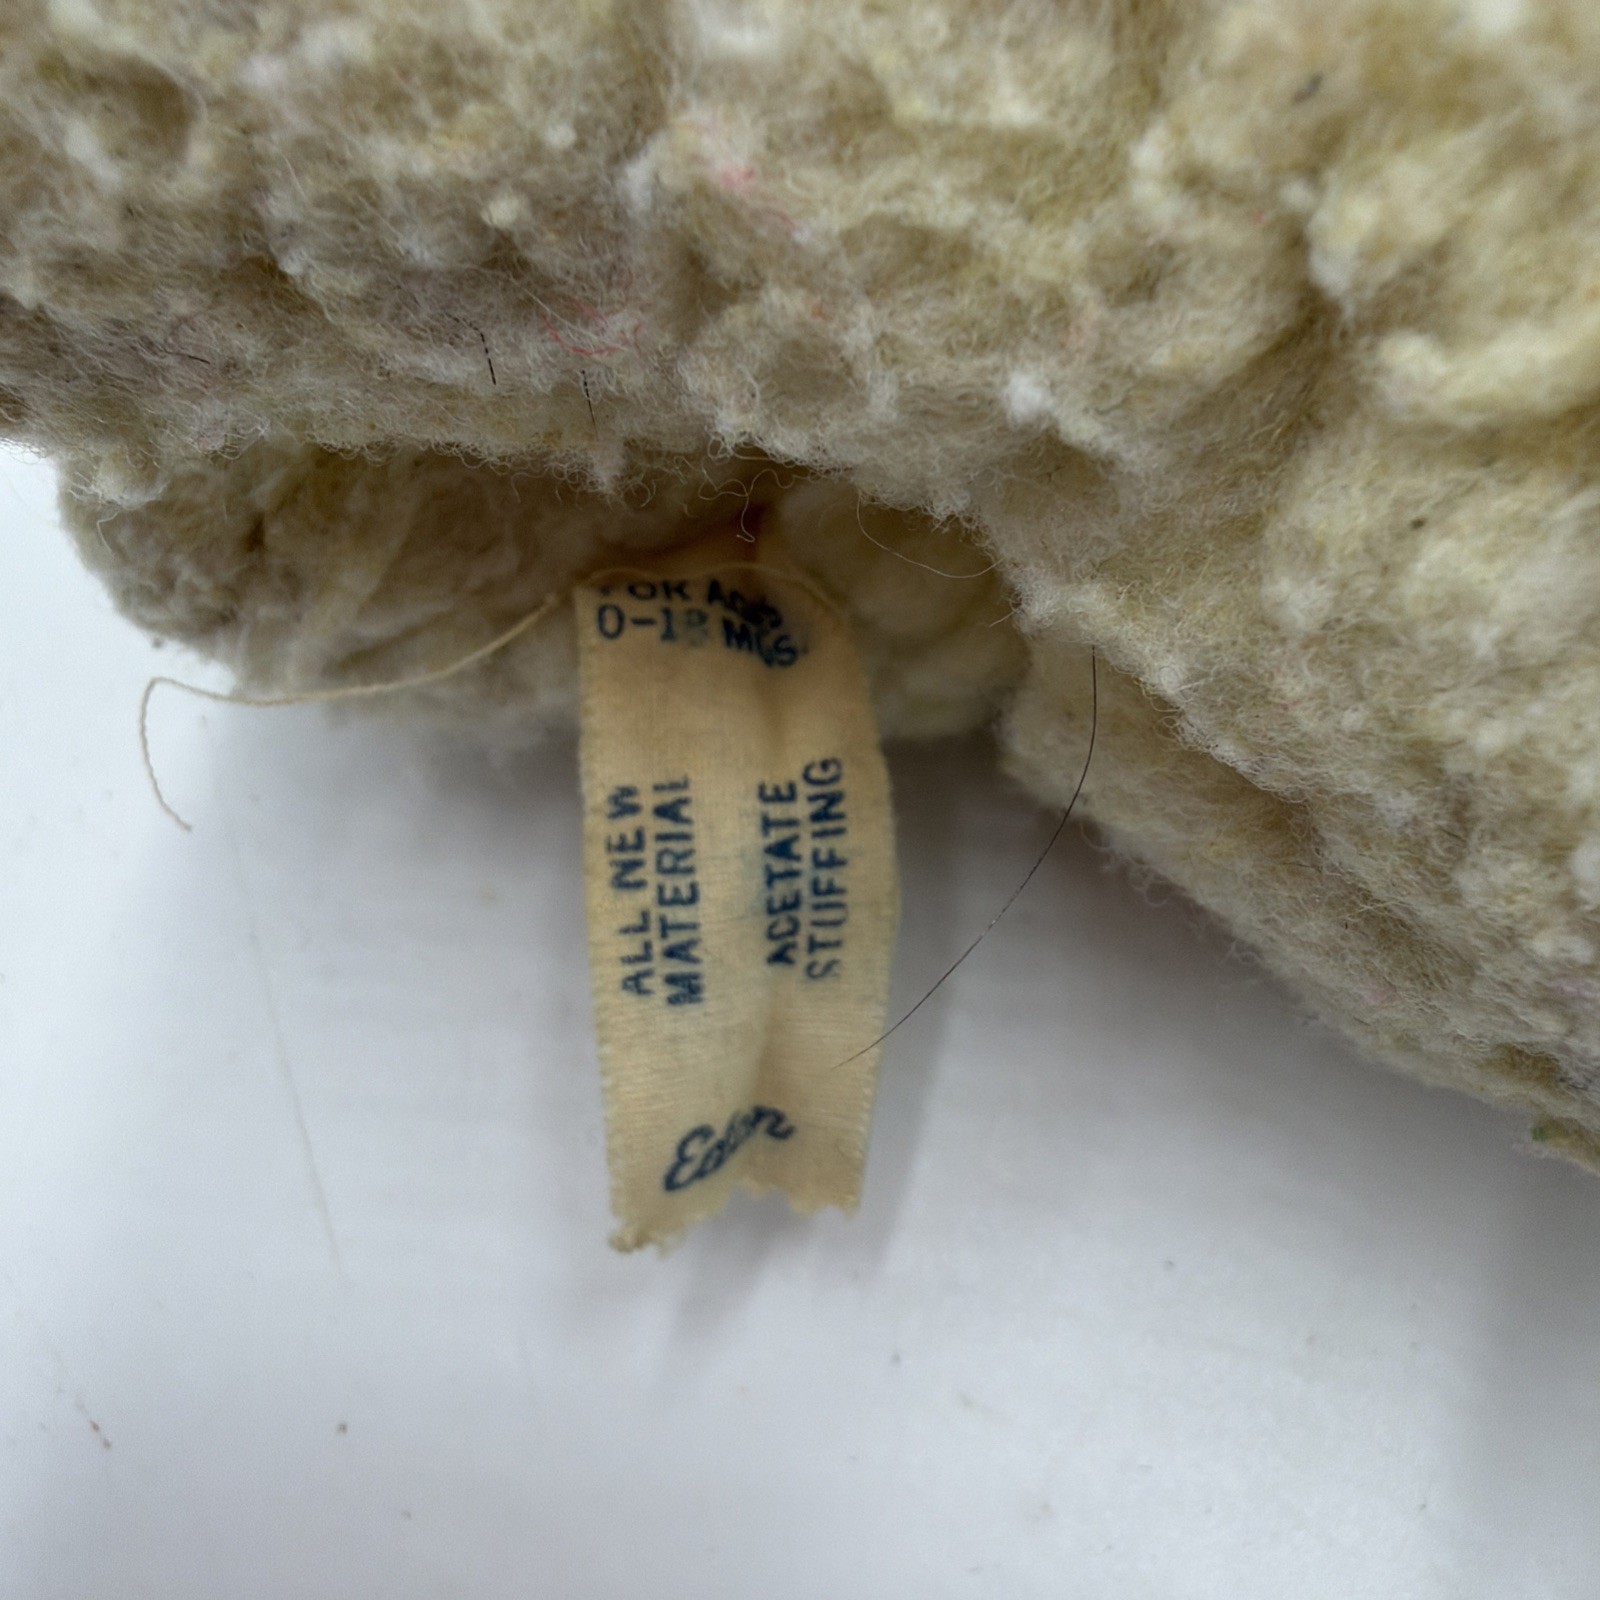 FOR AGES
0-18 MOS.
ALL NEW
MATERIAL
ACETATE
STUFFING
Eden